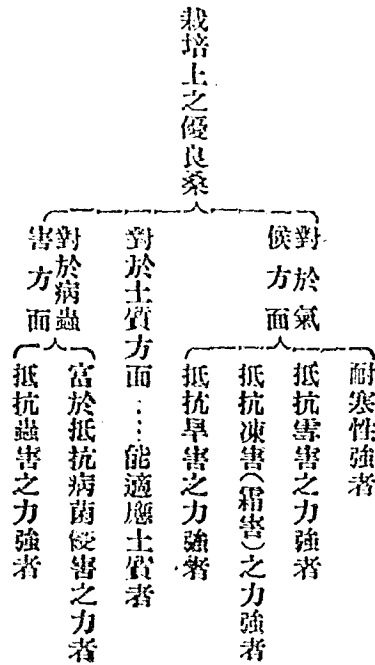 栽培上之優良桑
對於氣
候方面
耐寒性強者
抵抗雪害之力強者
抵抗凍害(霜害)之力強者
抵抗旱害之力強者
對於土質方面……能適應土質者
對於病蟲
害方面
富於抵抗病菌侵害之力者
抵抗蟲害之力強者